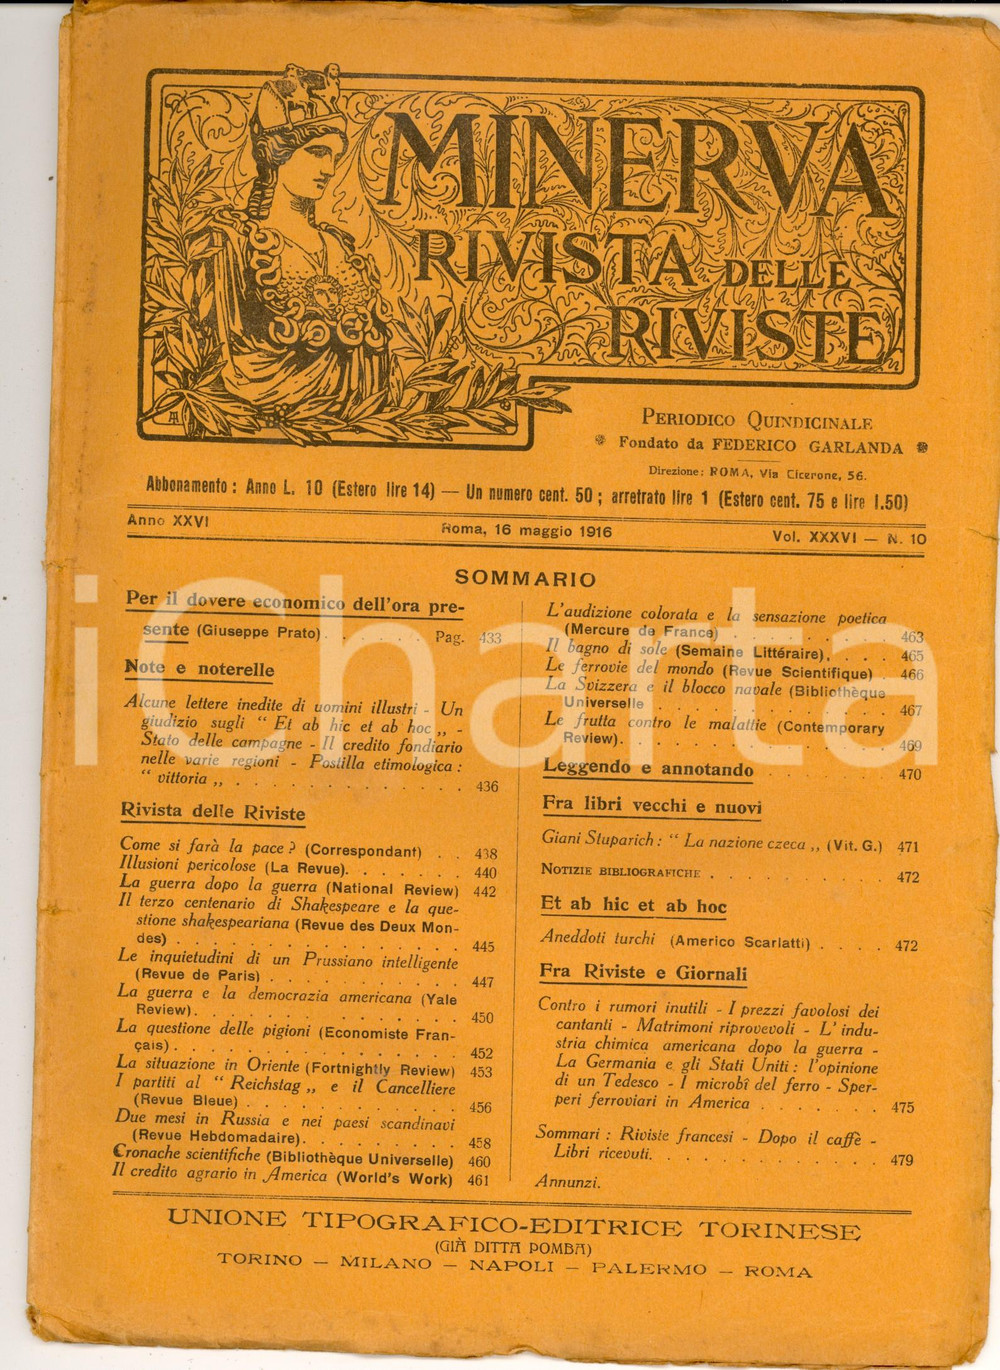 MINERVA
RIVISTA DELLE
RIVISTE
PERIODICO QUINDICINALE
Fondato da FEDERICO GARLANDA
Direzione: ROMA, Via Cicerone, 56.
Abbonamento : Anno L. 10 (Estero lire 14) — Un numero cent. 50 ; arretrato lire 1 (Estero cent. 75 e lire 1.50)
Anno XXVI
Roma, 16 maggio 1916
Vol. XXXVI — N. 10
SOMMARIO
Per il dovere economico dell'ora pre-
sente (Giuseppe Prato) . . . . . . Pag. 433
Note e noterelle
Alcune lettere inedite di uomini illustri - Un
giudizio sugli “ Et ab hic et ab hoc „ -
Stato delle campagne - Il credito fondiario
nelle varie regioni - Postilla etimologica :
“ vittoria „ . . . . . . . . . . . . 436
Rivista delle Riviste
Come si farà la pace ? (Correspondant) . . 438
Illusioni pericolose (La Revue). . . . . . . 440
La guerra dopo la guerra (National Review) 442
Il terzo centenario di Shakespeare e la que-
stione shakespeariana (Revue des Deux Mon-
des) . . . . . . . . . . . . . . . 445
Le inquietudini di un Prussiano intelligente
(Revue de Paris) . . . . . . . . . . 447
La guerra e la democrazia americana (Yale
Review). . . . . . . . . . . . . . 450
La questione delle pigioni (Economiste Fran-
çais) . . . . . . . . . . . . . . . 452
La situazione in Oriente (Fortnightly Review) 453
I partiti al “ Reichstag „ e il Cancelliere
(Revue Bleue) . . . . . . . . . . . 456
Due mesi in Russia e nei paesi scandinavi
(Revue Hebdomadaire). . . . . . . . . 458
Cronache scientifiche (Bibliothèque Universelle) 460
Il credito agrario in America (World's Work) 461
L'audizione colorata e la sensazione poetica
(Mercure de France) . . . . . . . . . 463
Il bagno di sole (Semaine Littéraire). . . . 465
Le ferrovie del mondo (Revue Scientifique) . 466
La Svizzera e il blocco navale (Bibliothèque
Universelle . . . . . . . . . . . . 467
Le frutta contro le malattie (Contemporary
Review). . . . . . . . . . . . . . 469
Leggendo e annotando . . . . . . . . 470
Fra libri vecchi e nuovi
Giani Stuparich : “ La nazione czeca „ (Vit. G.) 471
NOTIZIE BIBLIOGRAFICHE . . . . . . . . . . 472
Et ab hic et ab hoc
Aneddoti turchi (Americo Scarlatti) . . . . 472
Fra Riviste e Giornali
Contro i rumori inutili - I prezzi favolosi dei
cantanti - Matrimoni riprovevoli - L' indu-
stria chimica americana dopo la guerra -
La Germania e gli Stati Uniti : l'opinione
di un Tedesco - I microbî del ferro - Sper-
peri ferroviari in America . . . . . . . 475
Sommari : Riviste francesi - Dopo il caffè -
Libri ricevuti. . . . . . . . . . . . . 479
Annunzi.
UNIONE TIPOGRAFICO-EDITRICE TORINESE
(GIÀ DITTA POMBA)
TORINO — MILANO — NAPOLI — PALERMO — ROMA
iCharta